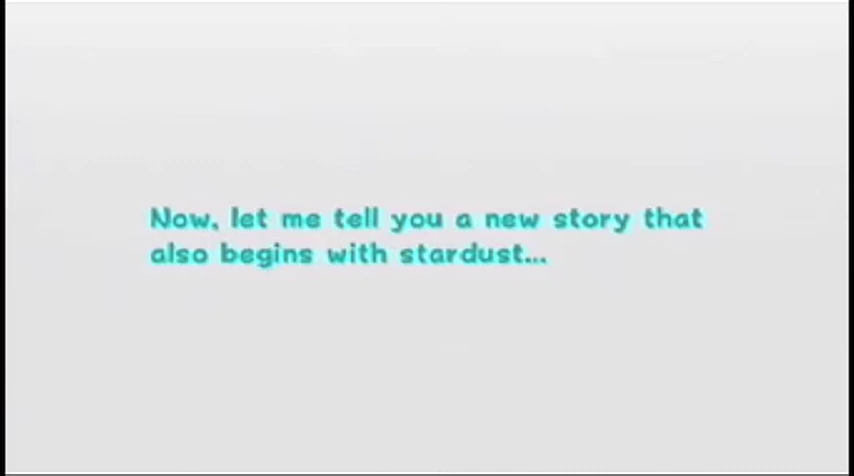 Now, let me tell you a new story that
also begins with stardust...